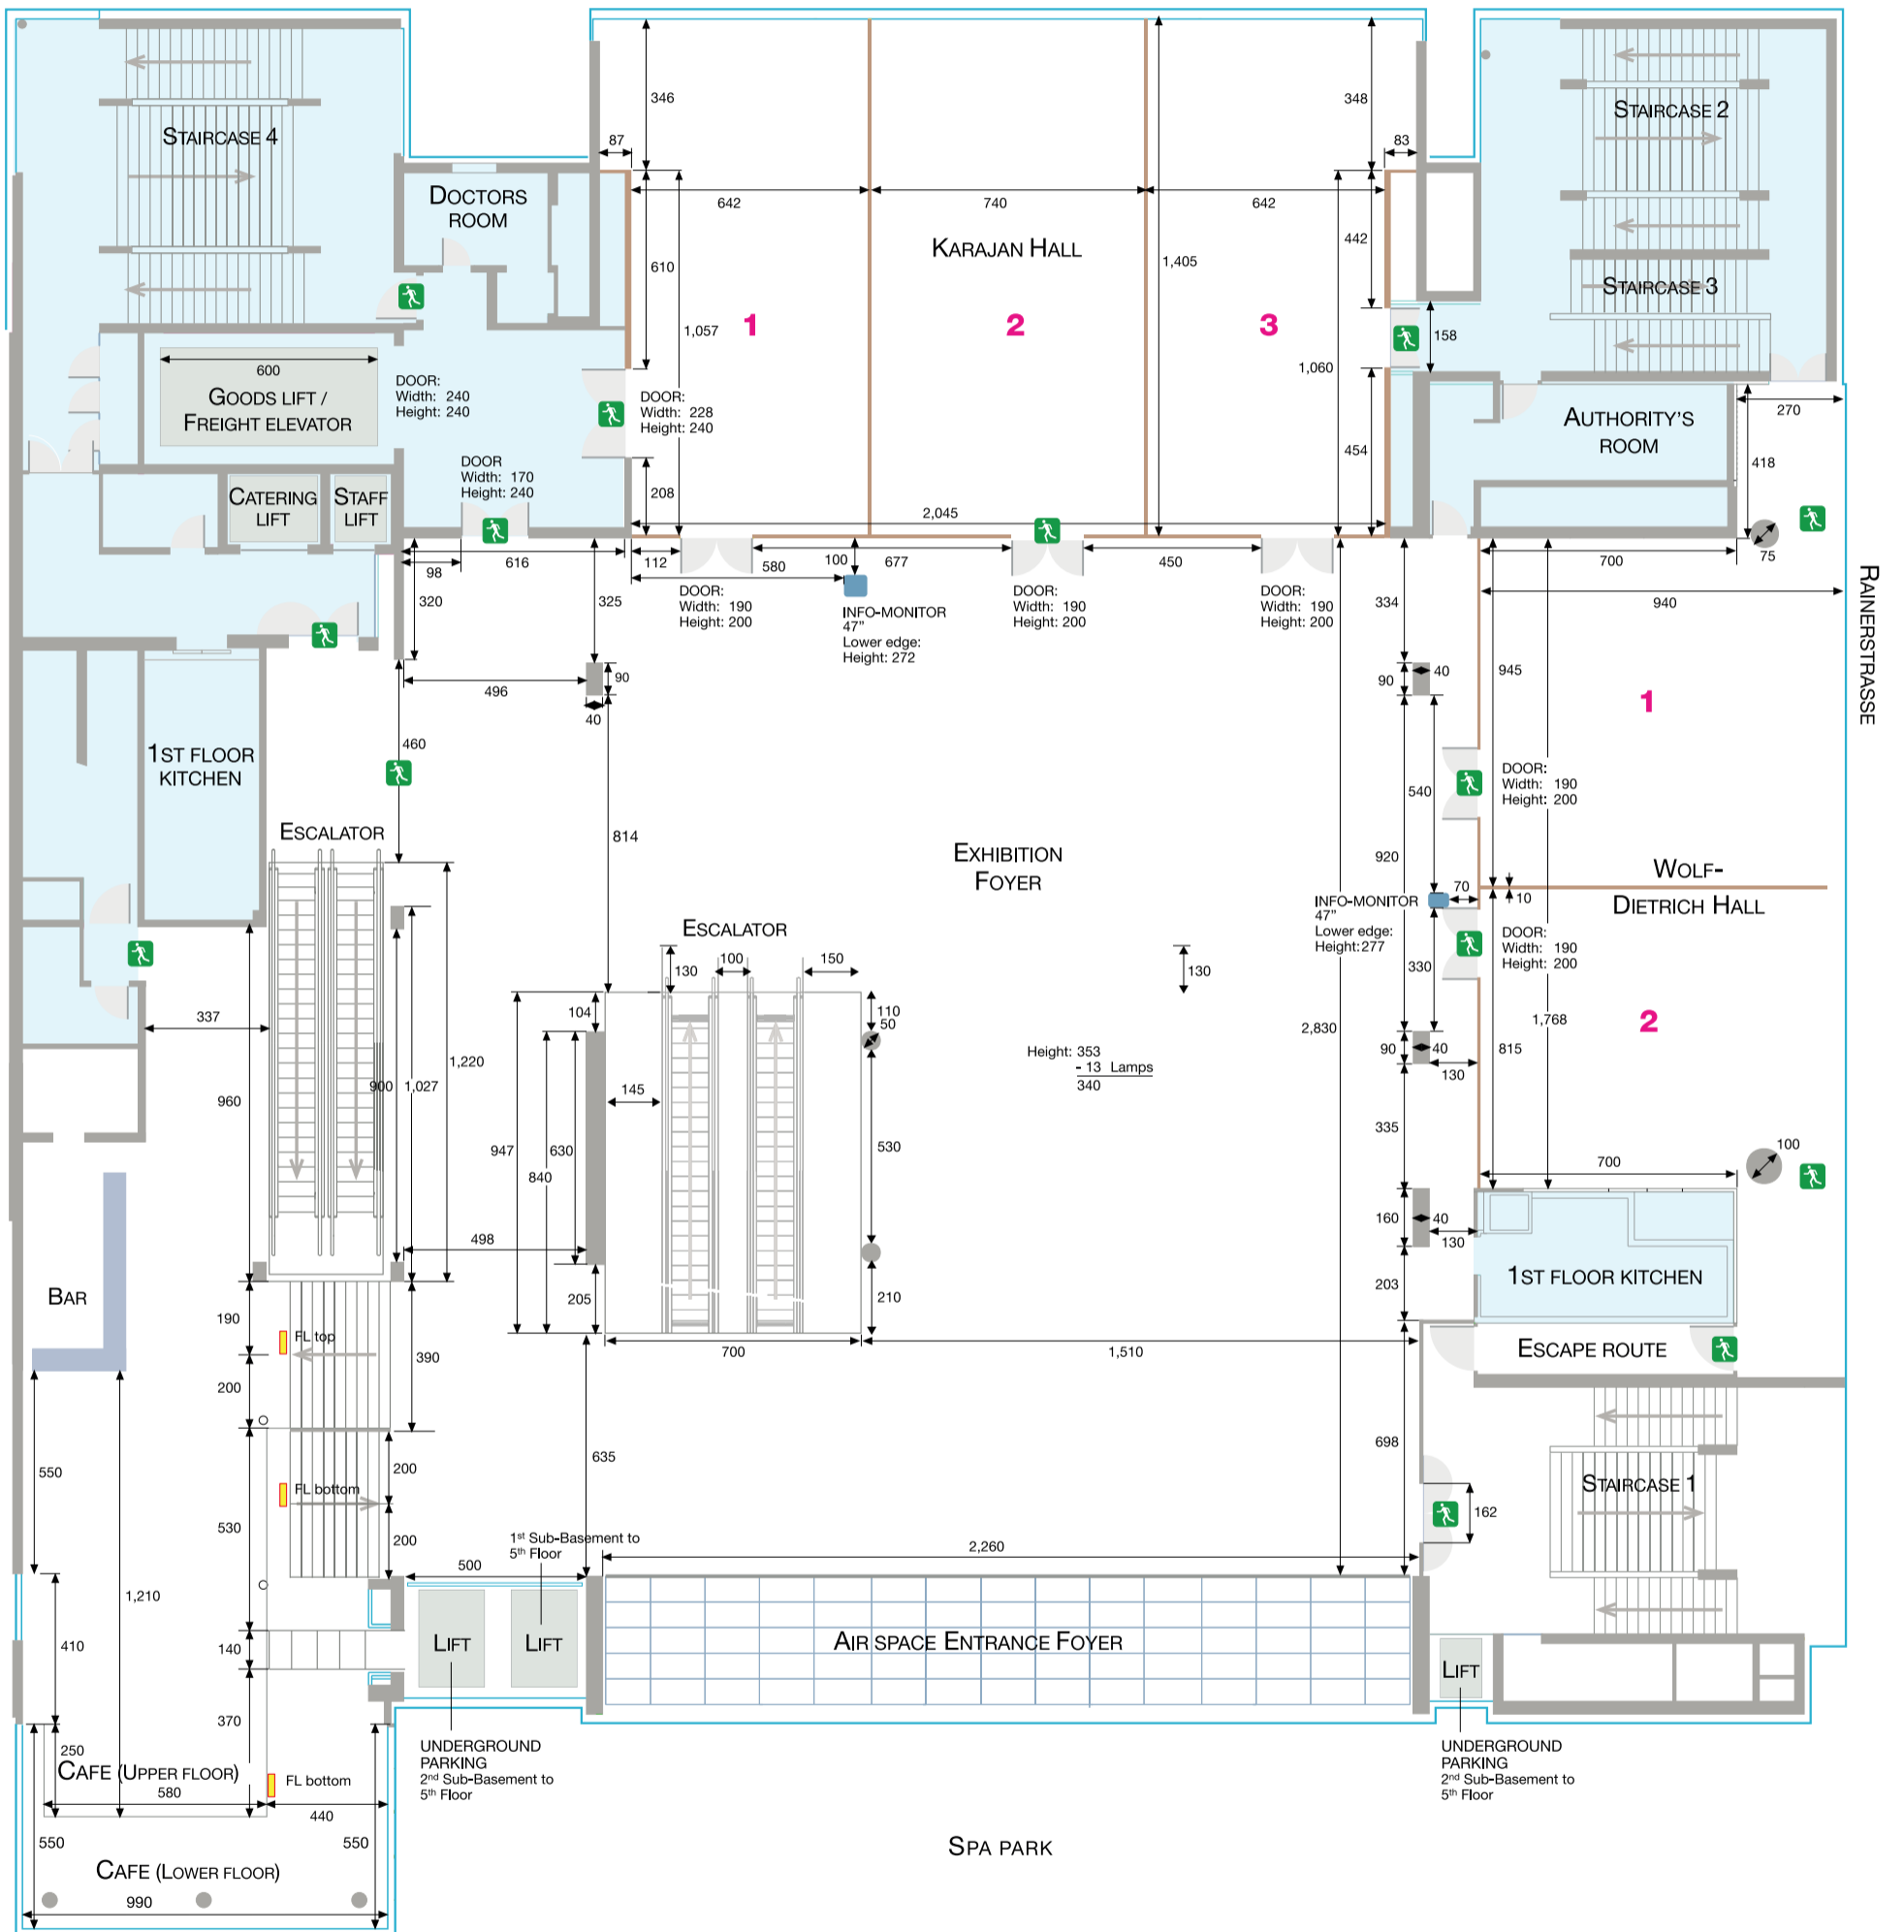 346
348
87
83
STAIRCASE 4
STAIRCASE 2
DOCTORS
ROOM
642
740
642
KARAJAN HALL
610
1,405
442
STAIRCASE 3
1,057
1
2
3
158
1,060
600
GOODS LIFT /
FREIGHT ELEVATOR
DOOR:
Width: 240
Height: 240
DOOR:
Width: 228
Height: 240
AUTHORITY'S
ROOM
270
418
454
DOOR
Width: 170
Height: 240
CATERING
LIFT
STAFF
LIFT
208
2,045
98
616
112
580
100
677
450
700
75
320
325
334
940
RAINERSTRASSE
DOOR:
Width: 190
Height: 200
INFO-MONITOR
47"
Lower edge:
Height: 272
DOOR:
Width: 190
Height: 200
DOOR:
Width: 190
Height: 200
496
90
40
90
40
945
1
460
1ST FLOOR
KITCHEN
DOOR:
Width: 190
Height: 200
540
ESCALATOR
814
EXHIBITION
FOYER
920
WOLF-
DIETRICH HALL
70
10
INFO-MONITOR
47"
Lower edge:
Height:277
DOOR:
Width: 190
Height: 200
ESCALATOR
130
100
150
130
330
337
104
110
50
2,830
1,768
2
Height: 353
- 13 Lamps
340
90
40
815
130
1,220
900
1,027
960
145
947
630
840
530
335
100
700
498
160
40
130
BAR
190
205
210
203
1ST FLOOR KITCHEN
FL top
390
700
1,510
ESCAPE ROUTE
200
550
635
698
200
FL bottom
STAIRCASE 1
162
530
200
1st Sub-Basement to
5th Floor
500
2,260
1,210
410
140
LIFT
LIFT
AIR SPACE ENTRANCE FOYER
LIFT
370
250
CAFE (UPPER FLOOR)
580
FL bottom
440
UNDERGROUND
PARKING
2nd Sub-Basement to
5th Floor
UNDERGROUND
PARKING
2nd Sub-Basement to
5th Floor
550
550
SPA PARK
CAFE (LOWER FLOOR)
990